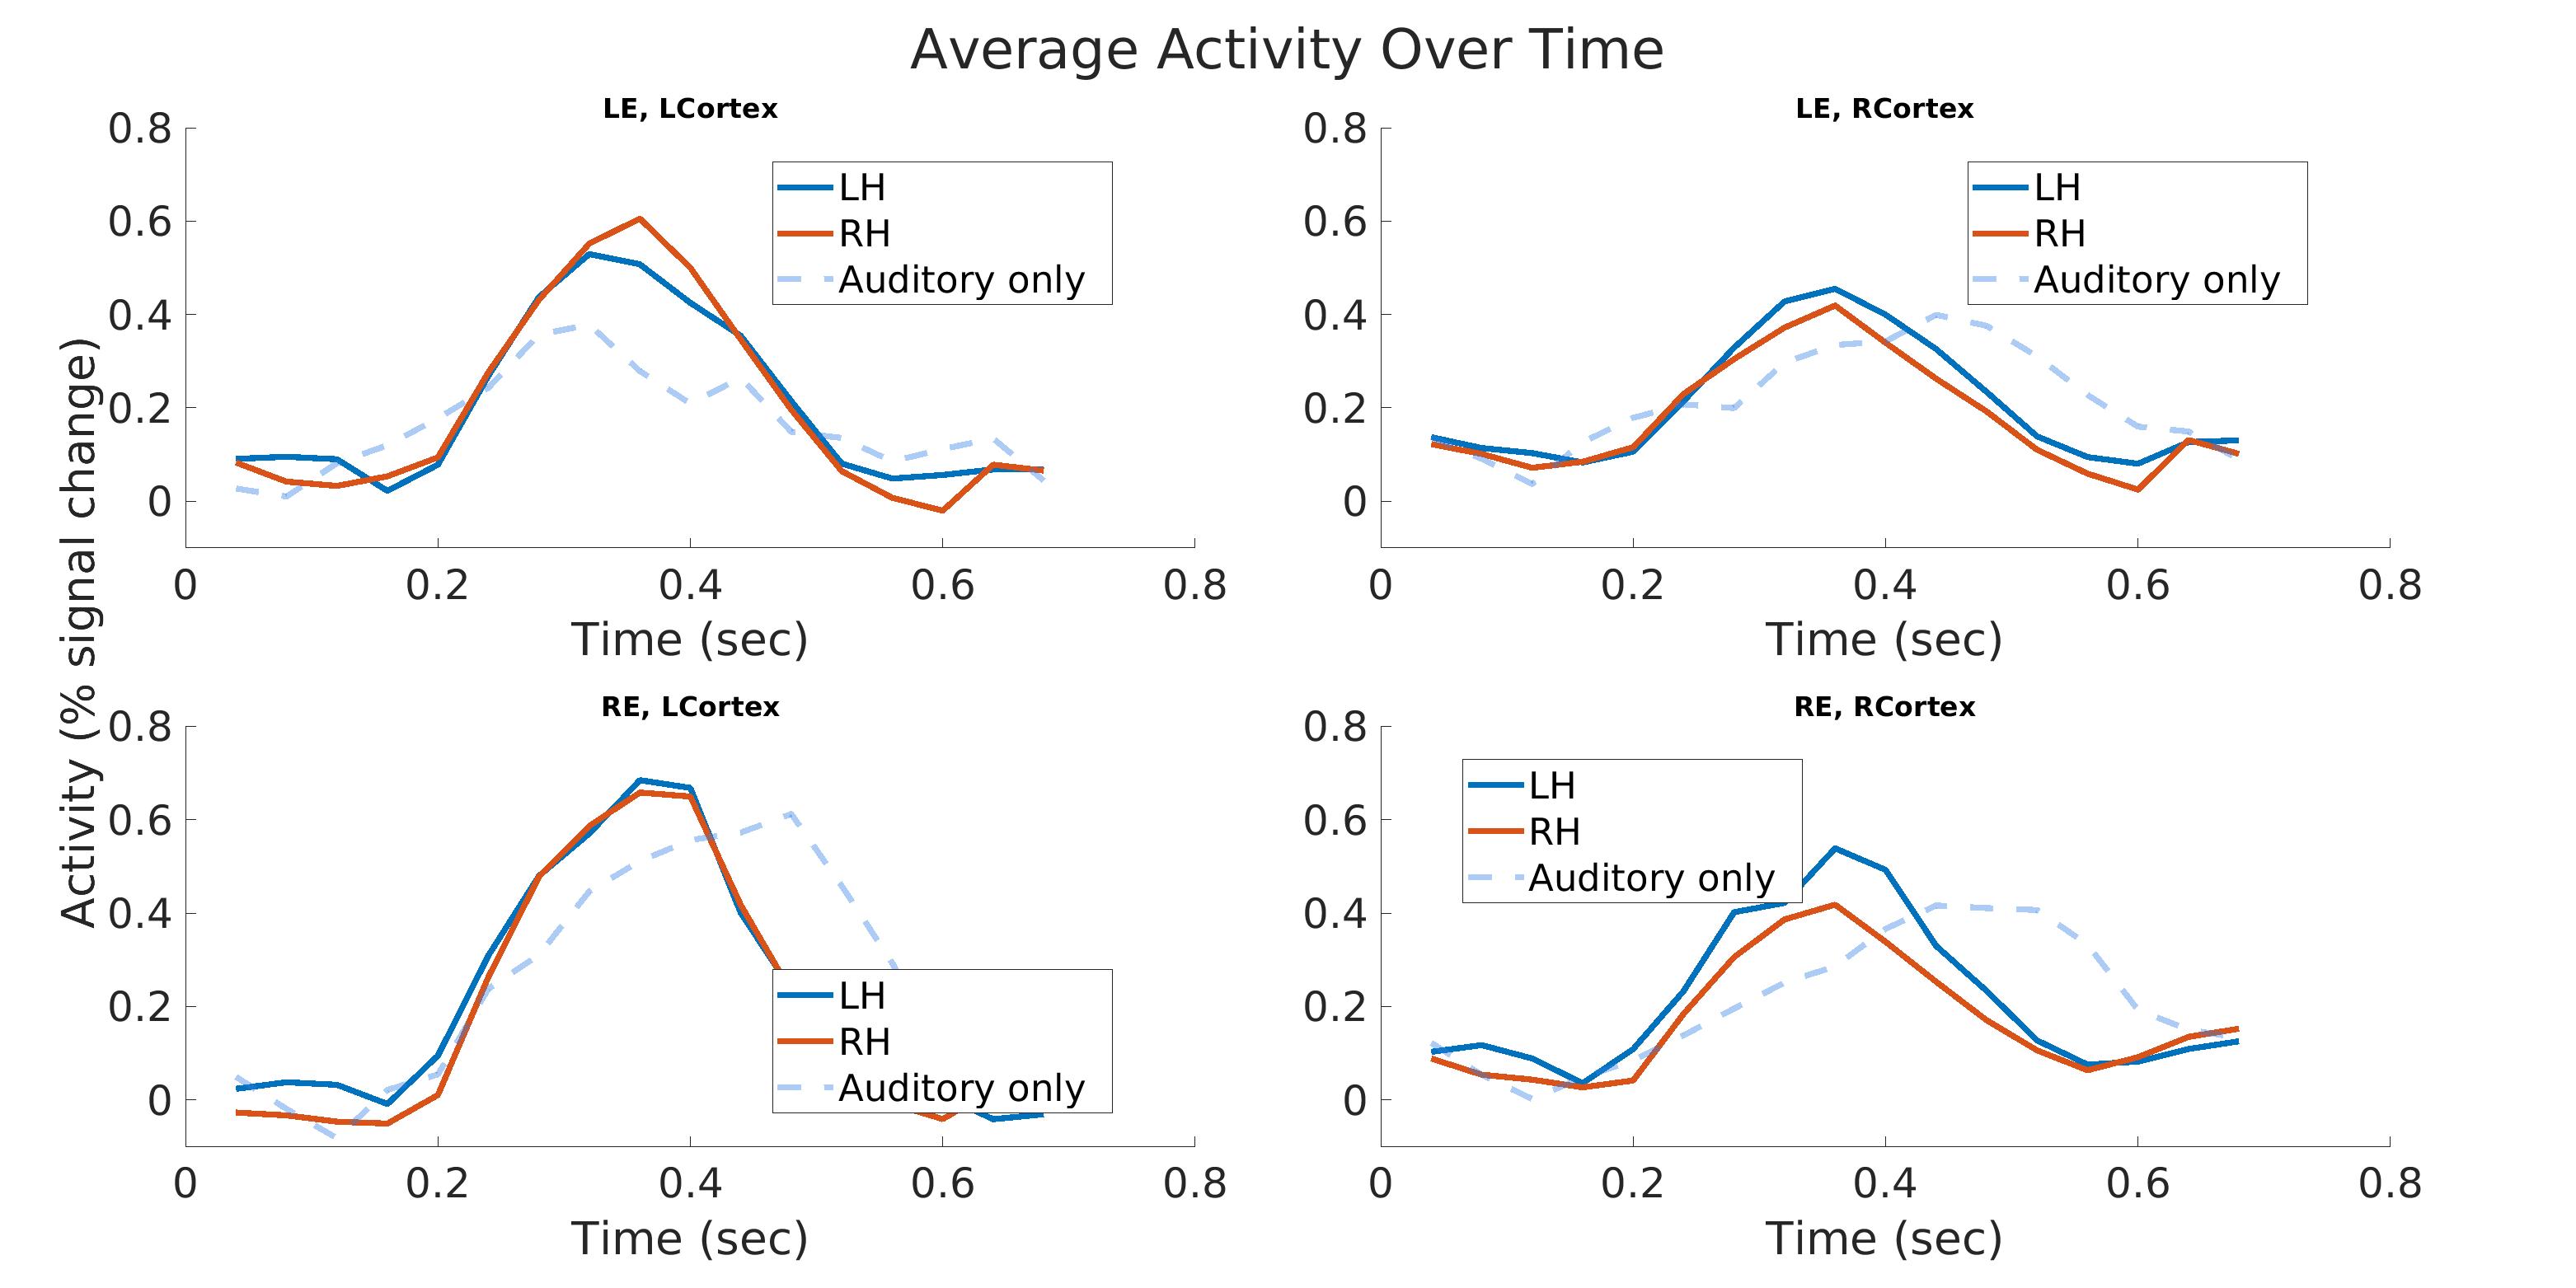 Average Activity Over Time
Activity (% signal change)
LE, LCortex
0.8
0.6
0.4
0.2
0
0 0.2 0.4 0.6 0.8
Time (sec)
LH
RH
Auditory only
LE, RCortex
0.8
0.6
0.4
0.2
0
0 0.2 0.4 0.6 0.8
Time (sec)
LH
RH
Auditory only
RE, LCortex
0.8
0.6
0.4
0.2
0
0 0.2 0.4 0.6 0.8
Time (sec)
LH
RH
Auditory only
RE, RCortex
0.8
0.6
0.4
0.2
0
0 0.2 0.4 0.6 0.8
Time (sec)
LH
RH
Auditory only